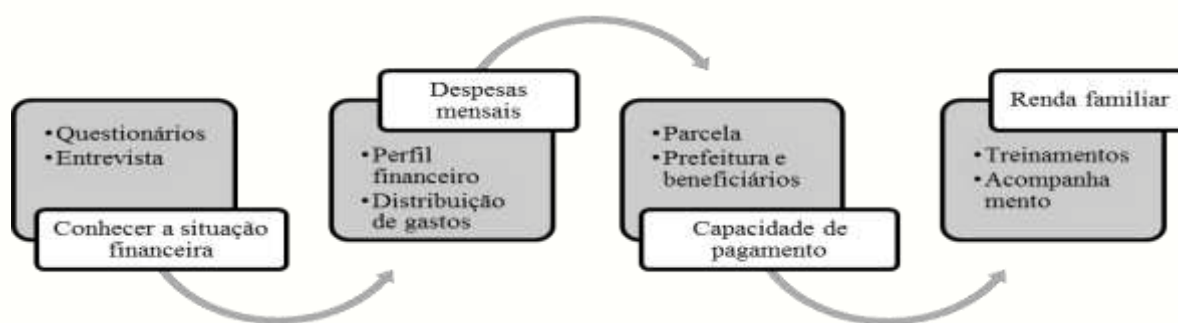 •Questionários
•Entrevista
Conhecer a situação
financeira
Despesas
mensais
•Perfil
financeiro
•Distribuição
de gastos
•Parcela
•Prefeitura e
beneficiários
Capacidade de
pagamento
Renda familiar
•Treinamentos
•Acompanha
mento